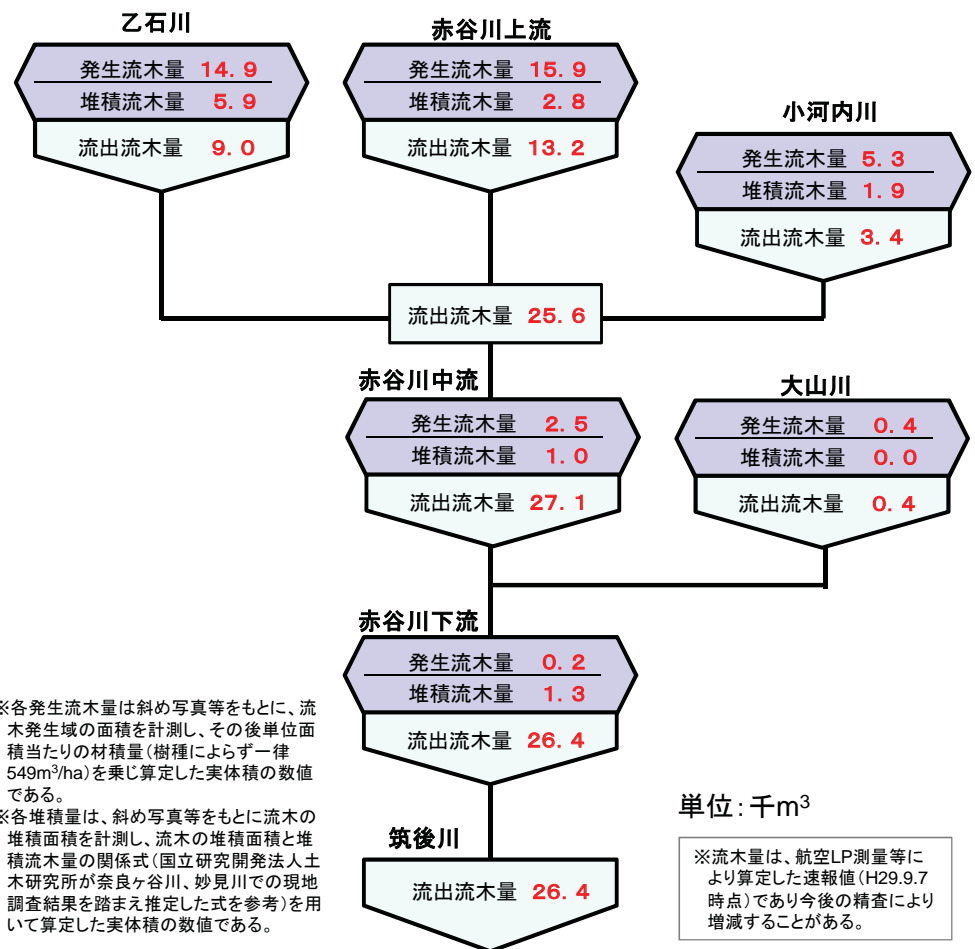 乙石川
発生流木量 14.9
堆積流木量 5.9
流出流木量 9.0
赤谷川上流
発生流木量 15.9
堆積流木量 2.8
流出流木量 13.2
小河内川
発生流木量 5.3
堆積流木量 1.9
流出流木量 3.4
流出流木量 25.6
赤谷川中流
発生流木量 2.5
堆積流木量 1.0
流出流木量 27.1
大山川
発生流木量 0.4
堆積流木量 0.0
流出流木量 0.4
赤谷川下流
発生流木量 0.2
堆積流木量 1.3
流出流木量 26.4
筑後川
流出流木量 26.4
※各発生流木量は斜め写真等をもとに、流
木発生域の面積を計測し、その後単位面
積当たりの材積量(樹種によらず一律
549m³/ha)を乗じ算定した実体積の数値
である。
※各堆積量は、斜め写真等をもとに流木の
堆積面積を計測し、流木の堆積面積と堆
積流木量の関係式(国立研究開発法人土
木研究所が奈良ヶ谷川、妙見川での現地
調査結果を踏まえ推定した式を参考)を用
いて算定した実体積の数値である。
単位:千m³
※流木量は、航空LP測量等に
より算定した速報値(H29.9.7
時点)であり今後の精査により
増減することがある。